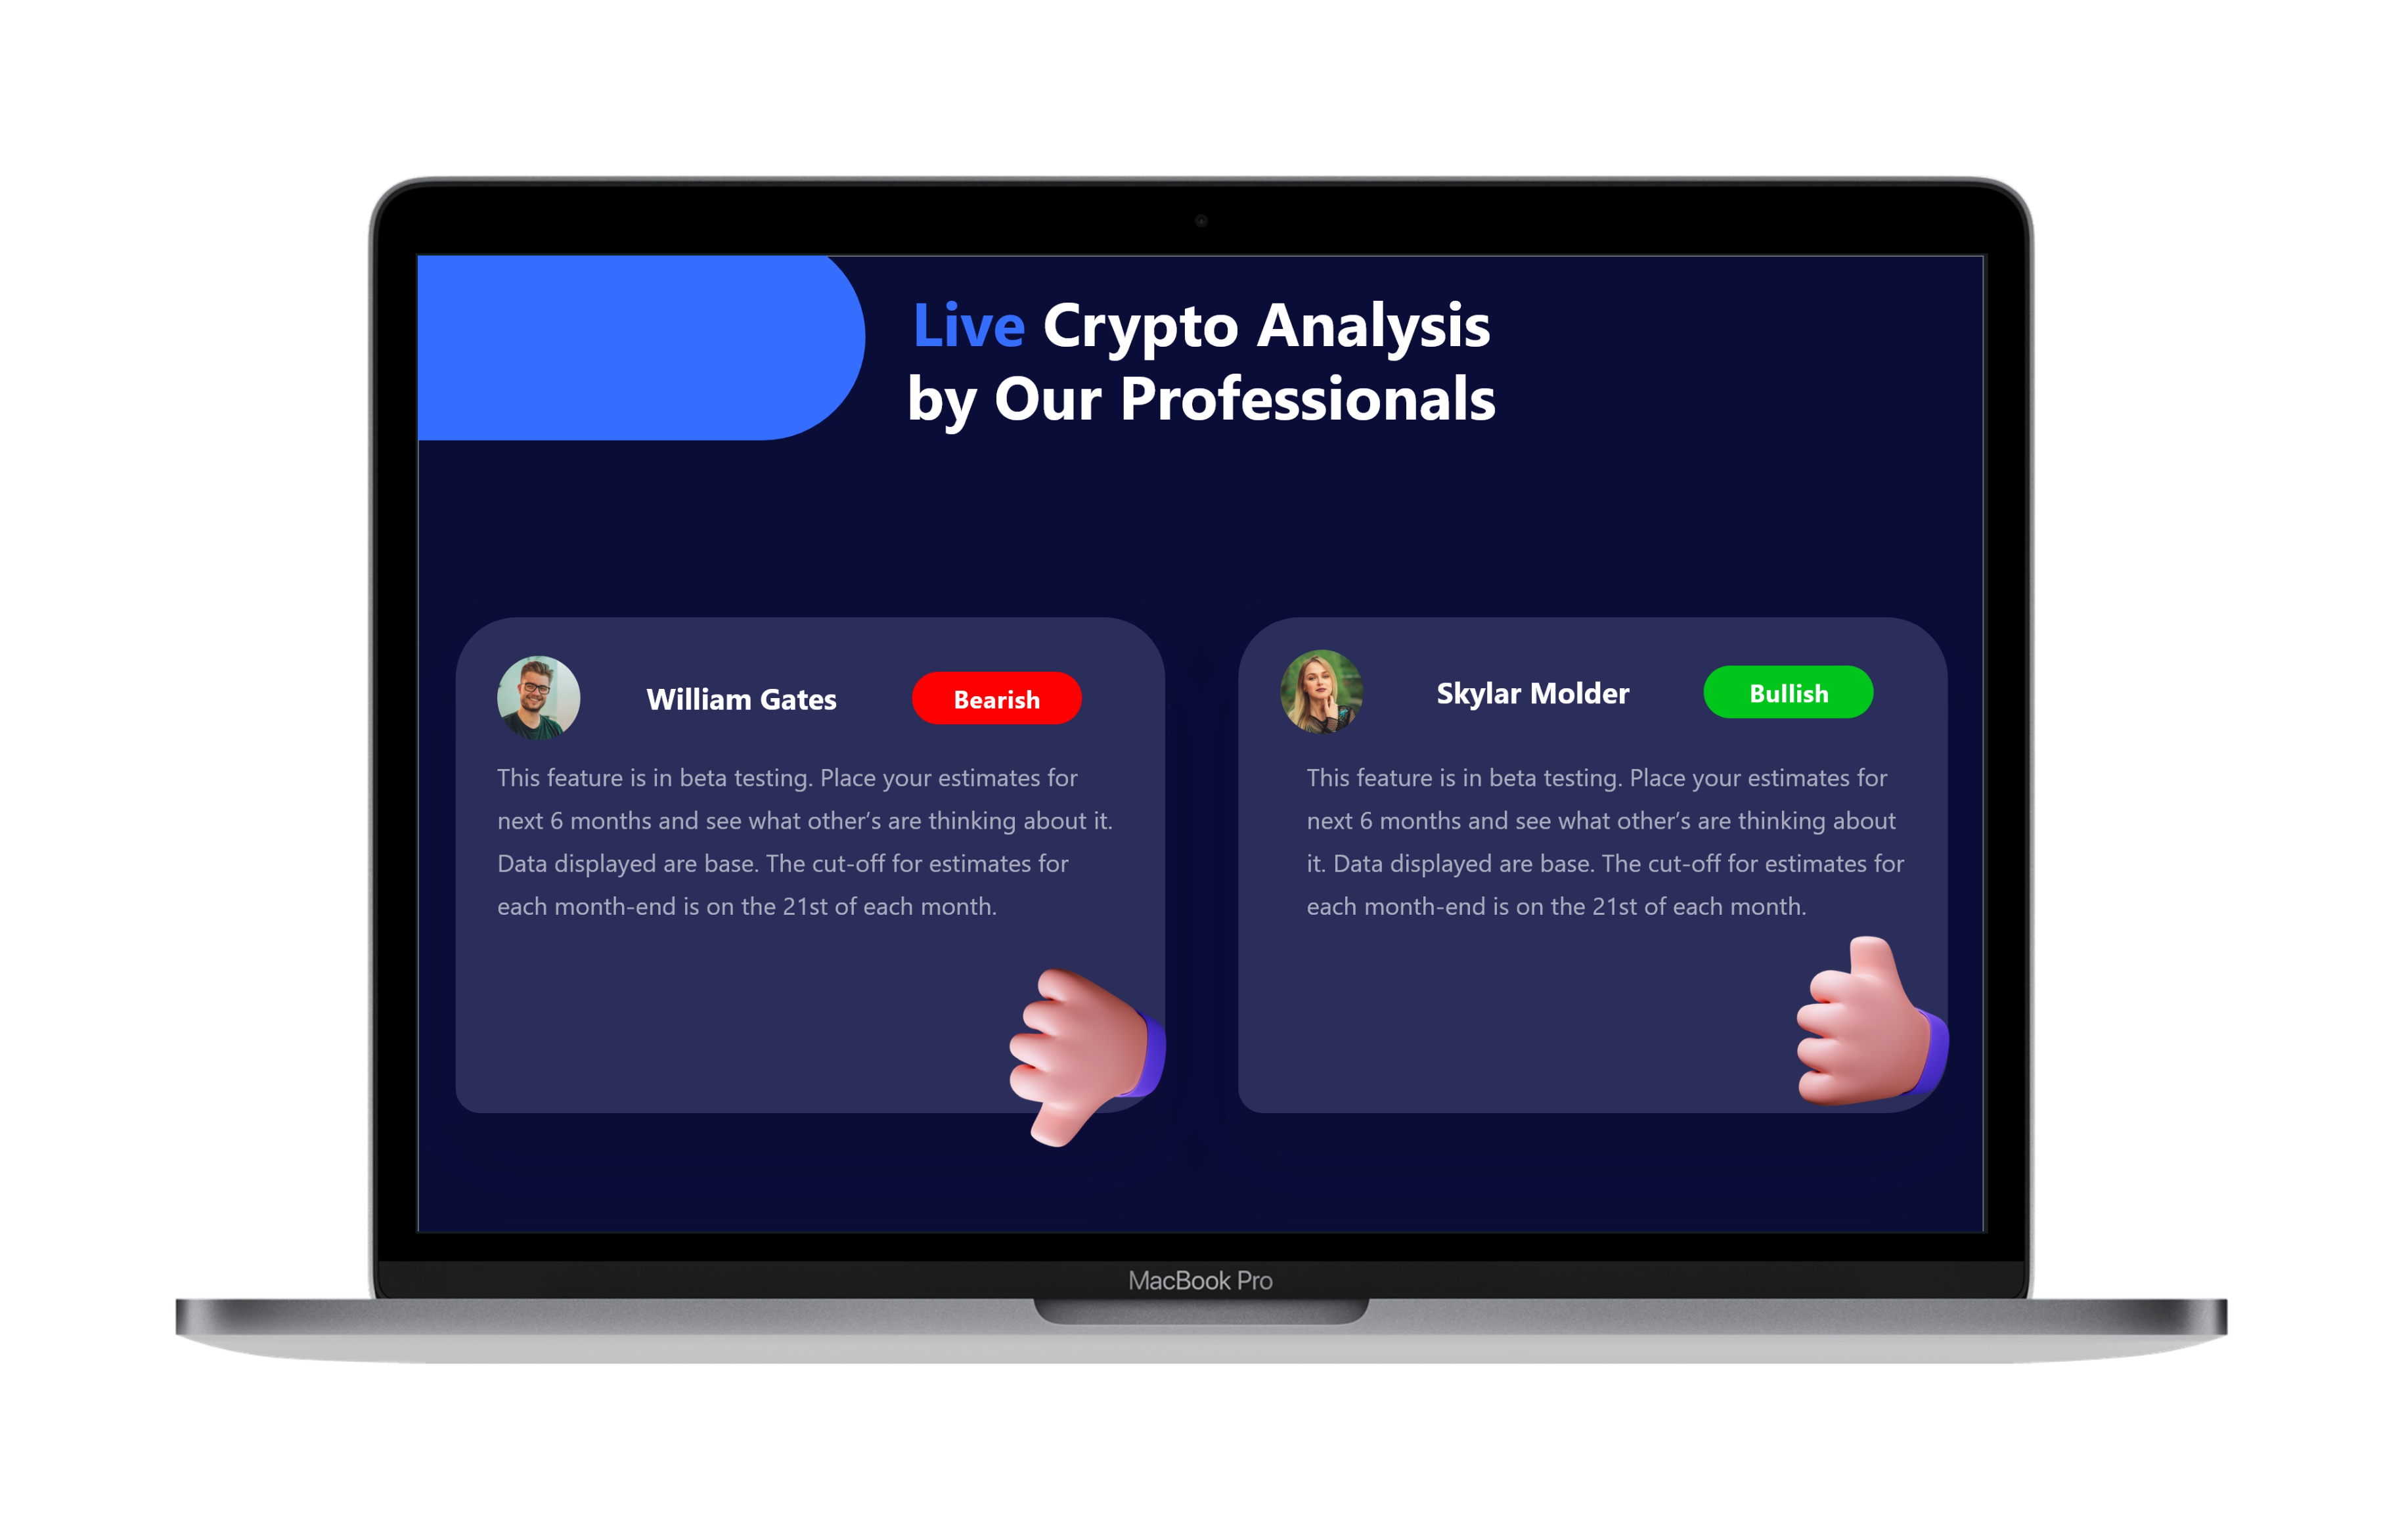 Live Crypto Analysis
by Our Professionals
William Gates
Bearish
This feature is in beta testing. Place your estimates for
next 6 months and see what other’s are thinking about it.
Data displayed are base. The cut-off for estimates for
each month-end is on the 21st of each month.
Skylar Molder
Bullish
This feature is in beta testing. Place your estimates for
next 6 months and see what other’s are thinking about
it. Data displayed are base. The cut-off for estimates for
each month-end is on the 21st of each month.
MacBook Pro